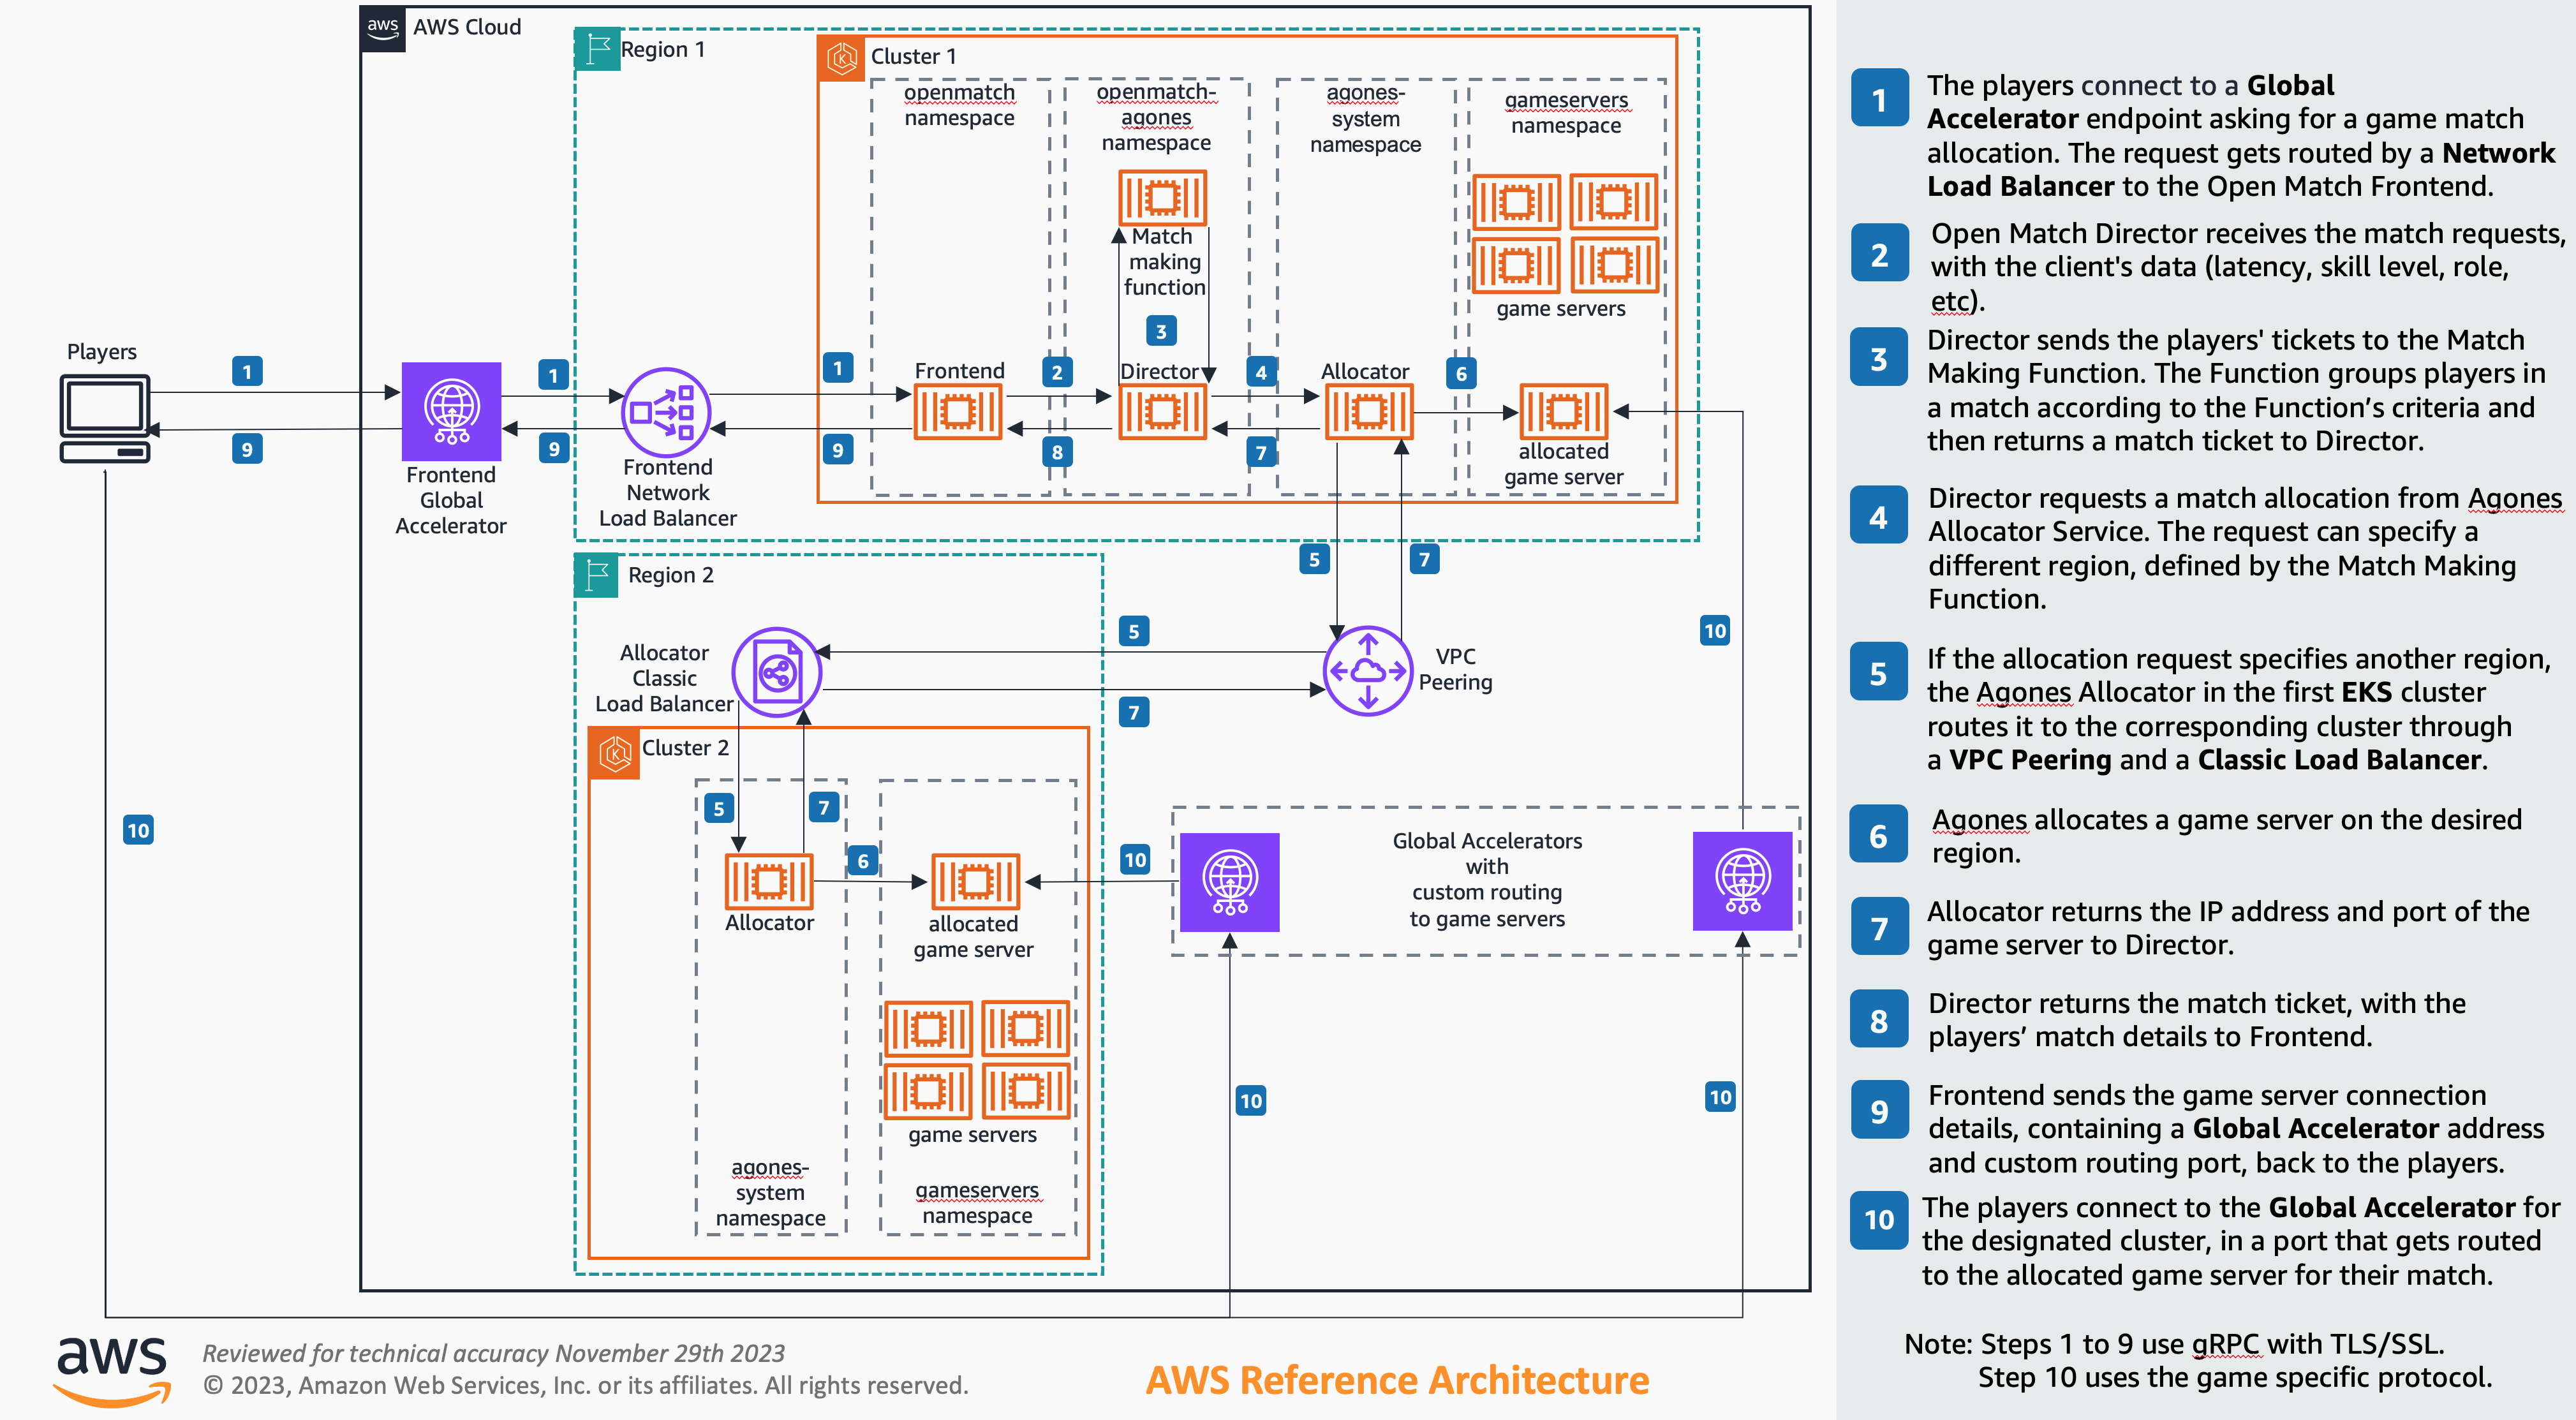 aws
AWS Cloud
Region 1
Cluster 1
openmatch
namespace
openmatch-
agones
namespace
agones-
system
namespace
gameservers
namespace
Match
making
function
3
game servers
Players
1
9
Frontend
Global
Accelerator
1
9
Frontend
Network
Load Balancer
1
9
Frontend
2
8
Director
4
7
Allocator
6
allocated
game server
5
7
Region 2
Allocator
Classic
Load Balancer
5
7
VPC
Peering
10
Cluster 2
5
7
6
Allocator
allocated
game server
10
Global Accelerators
with
custom routing
to game servers
10
game servers
agones-
system
namespace
gameservers
namespace
10
10
aws
Reviewed for technical accuracy November 29th 2023
© 2023, Amazon Web Services, Inc. or its affiliates. All rights reserved.
AWS Reference Architecture
1
The players connect to a Global
Accelerator endpoint asking for a game match
allocation. The request gets routed by a Network
Load Balancer to the Open Match Frontend.
2
Open Match Director receives the match requests,
with the client's data (latency, skill level, role,
etc).
3
Director sends the players' tickets to the Match
Making Function. The Function groups players in
a match according to the Function’s criteria and
then returns a match ticket to Director.
4
Director requests a match allocation from Agones
Allocator Service. The request can specify a
different region, defined by the Match Making
Function.
5
If the allocation request specifies another region,
the Agones Allocator in the first EKS cluster
routes it to the corresponding cluster through
a VPC Peering and a Classic Load Balancer.
6
Agones allocates a game server on the desired
region.
7
Allocator returns the IP address and port of the
game server to Director.
8
Director returns the match ticket, with the
players’ match details to Frontend.
9
Frontend sends the game server connection
details, containing a Global Accelerator address
and custom routing port, back to the players.
10
The players connect to the Global Accelerator for
the designated cluster, in a port that gets routed
to the allocated game server for their match.
Note: Steps 1 to 9 use gRPC with TLS/SSL.
Step 10 uses the game specific protocol.